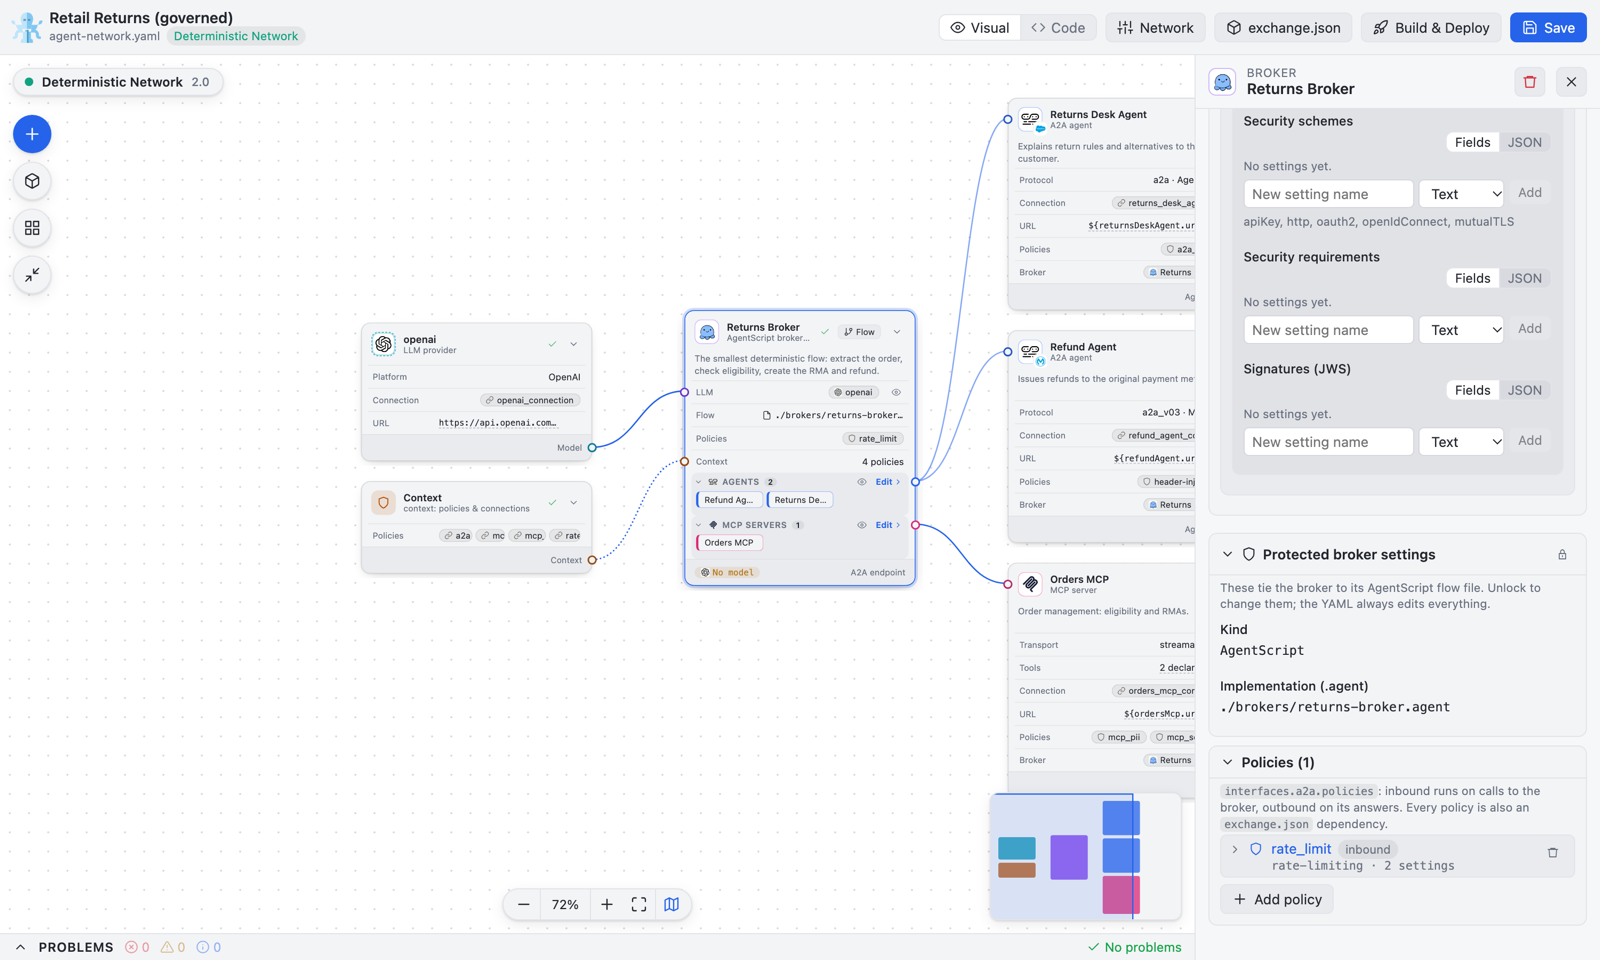 Retail Returns (governed)
agent-network.yaml
Deterministic Network
Visual
Code
Network
exchange.json
Build & Deploy
Save
Deterministic Network 2.0
openai
LLM provider
Platform
OpenAI
Connection
openai_connection
URL
https://api.openai.com…
Model
Context
context: policies & connections
Policies
a2a
mc
mcp_
rate
Context
Returns Broker
AgentScript broker…
Flow
The smallest deterministic flow: extract the order,
check eligibility, create the RMA and refund.
LLM
openai
Flow
./brokers/returns-broker…
Policies
rate_limit
Context
4 policies
AGENTS 2
Edit
Refund Ag…
Returns De…
MCP SERVERS 1
Edit
Orders MCP
No model
A2A endpoint
Returns Desk Agent
A2A agent
Explains return rules and alternatives to th
customer.
Protocol
a2a · Age
Connection
returns_desk_ag
URL
${returnsDeskAgent.ur
Policies
a2a_
Broker
Returns
Ag
Refund Agent
A2A agent
Issues refunds to the original payment me
Protocol
a2a_v03 · M
Connection
refund_agent_co
URL
${refundAgent.ur
Policies
header-inj
Broker
Returns
Ag
Orders MCP
MCP server
Order management: eligibility and RMAs.
Transport
streama
Tools
2 declar
Connection
orders_mcp_cor
URL
${ordersMcp.ur
Policies
mcp_pii
mcp_s
Broker
Returns
72%
PROBLEMS
0
0
0
No problems
BROKER
Returns Broker
Security schemes
Fields
JSON
No settings yet.
New setting name
Text
Add
apiKey, http, oauth2, openIdConnect, mutualTLS
Security requirements
Fields
JSON
No settings yet.
New setting name
Text
Add
Signatures (JWS)
Fields
JSON
No settings yet.
New setting name
Text
Add
Protected broker settings
These tie the broker to its AgentScript flow file. Unlock to
change them; the YAML always edits everything.
Kind
AgentScript
Implementation (.agent)
./brokers/returns-broker.agent
Policies (1)
interfaces.a2a.policies: inbound runs on calls to the
broker, outbound on its answers. Every policy is also an
exchange.json dependency.
rate_limit
inbound
rate-limiting · 2 settings
Add policy